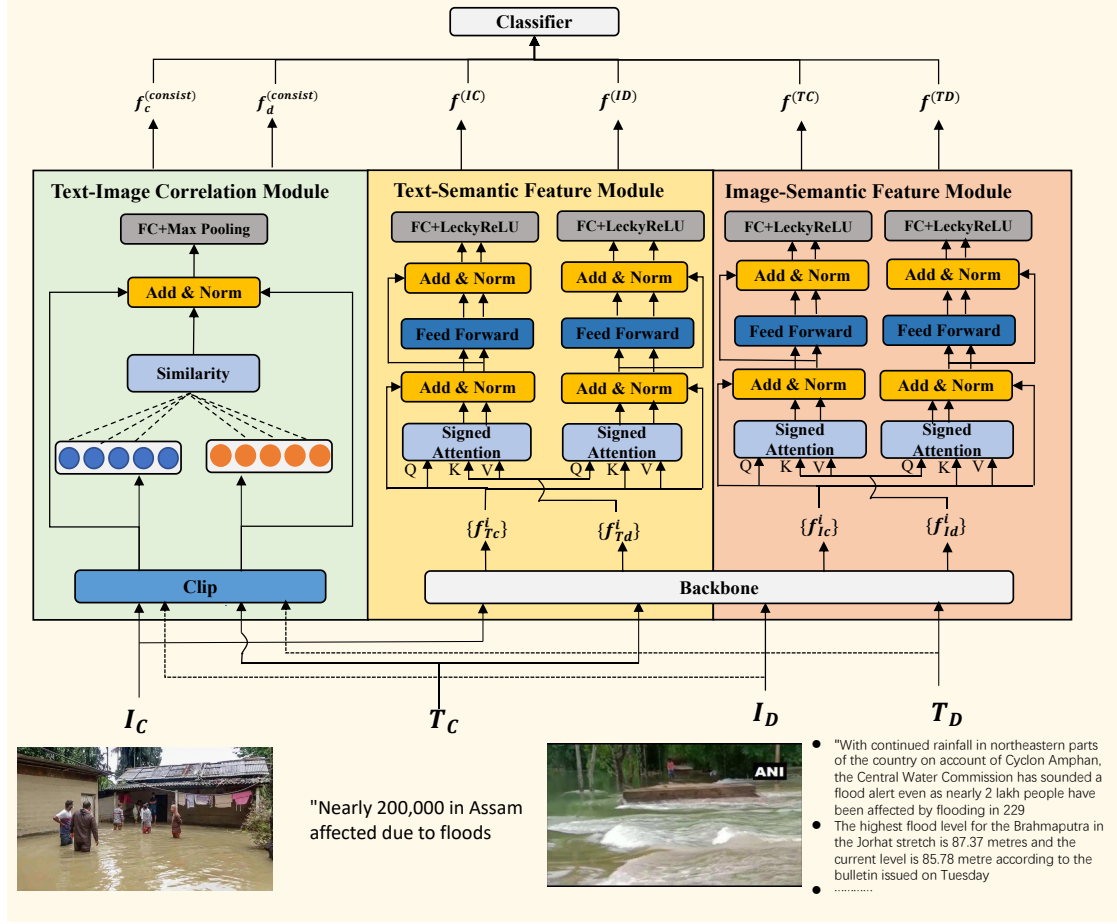 Classifier
f_c^(consist) f_d^(consist) f^(IC) f^(ID) f^(TC) f^(TD)
Text-Image Correlation Module
FC+Max Pooling
Add & Norm
Similarity
Clip
Text-Semantic Feature Module
FC+LeckyReLU FC+LeckyReLU
Add & Norm Add & Norm
Feed Forward Feed Forward
Add & Norm Add & Norm
Signed Attention Signed Attention
Q K V Q K V
{f_Tc^i} {f_Td^i}
Image-Semantic Feature Module
FC+LeckyReLU FC+LeckyReLU
Add & Norm Add & Norm
Feed Forward Feed Forward
Add & Norm Add & Norm
Signed Attention Signed Attention
Q K V Q K V
{f_Ic^i} {f_Id^i}
Backbone
I_C T_C I_D T_D
"Nearly 200,000 in Assam
affected due to floods
ANI
● "With continued rainfall in northeastern parts
of the country on account of Cyclon Amphan,
the Central Water Commission has sounded a
flood alert even as nearly 2 lakh people have
been affected by flooding in 229
● The highest flood level for the Brahmaputra in
the Jorhat stretch is 87.37 metres and the
current level is 85.78 metre according to the
bulletin issued on Tuesday
● …………